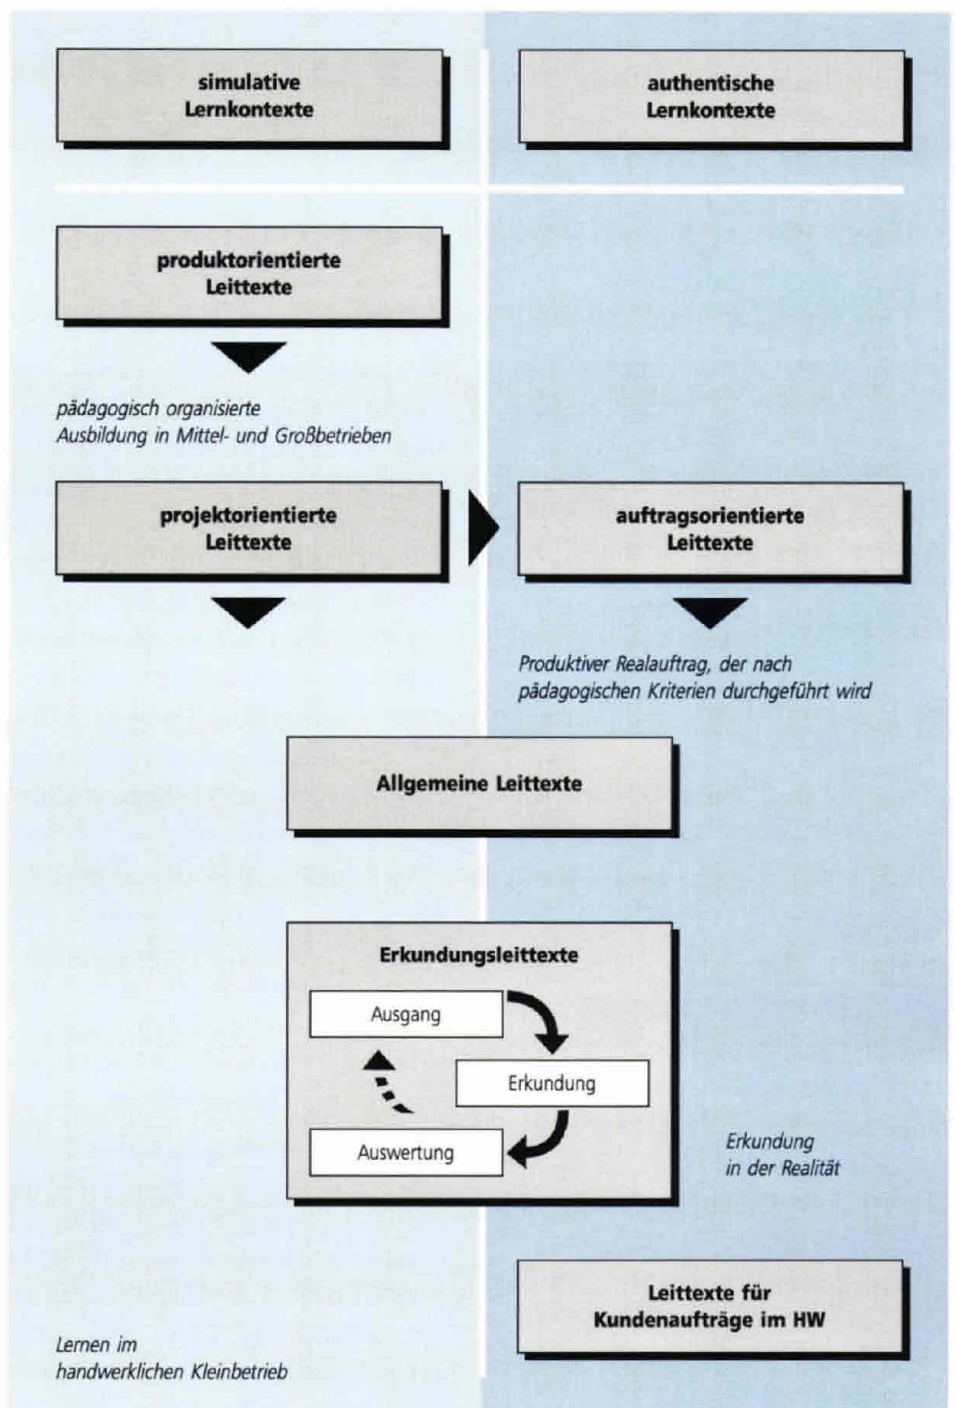 simulative
Lernkontexte
authentische
Lernkontexte
produktorientierte
Leittexte
pädagogisch organisierte
Ausbildung in Mittel- und Großbetrieben
projektorientierte
Leittexte
auftragsorientierte
Leittexte
Produktiver Realauftrag, der nach
pädagogischen Kriterien durchgeführt wird
Allgemeine Leittexte
Erkundungsleittexte
Ausgang
Erkundung
Auswertung
Erkundung
in der Realität
Leittexte für
Kundenaufträge im HW
Lernen im
handwerklichen Kleinbetrieb